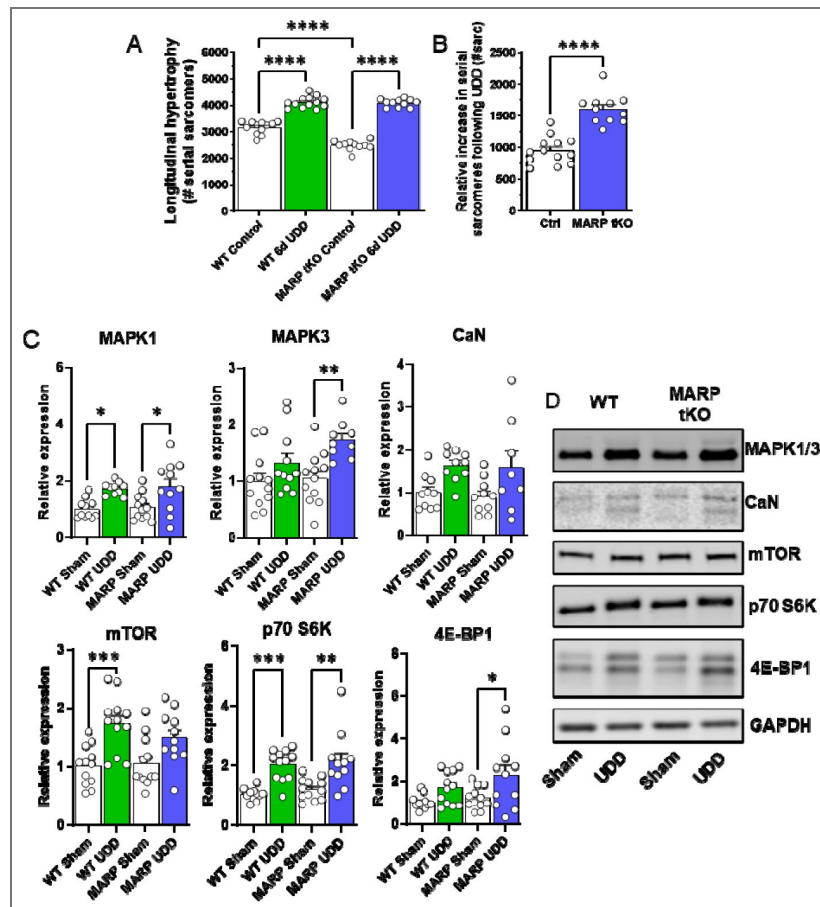 A
Longitudinal hypertrophy
(# serial sarcomeres)
6000
5000
4000
3000
2000
1000
0
****
****
****
WT Control
WT 6d UDD
MARP tKO Control
MARP tKO 6d UDD
B
Relative increase in serial
sarcomeres following UDD (#sarc)
2500
2000
1500
1000
500
0
****
Ctrl
MARP tKO
C
MAPK1
Relative expression
6
4
2
0
*
*
WT Sham
WT UDD
MARP Sham
MARP UDD
MAPK3
Relative expression
3
2
1
0
**
WT Sham
WT UDD
MARP Sham
MARP UDD
CaN
Relative expression
4
3
2
1
0
WT Sham
WT UDD
MARP Sham
MARP UDD
mTOR
Relative expression
3
2
1
0
***
WT Sham
WT UDD
MARP Sham
MARP UDD
p70 S6K
Relative expression
6
4
2
0
***
**
WT Sham
WT UDD
MARP Sham
MARP UDD
4E-BP1
Relative expression
8
6
4
2
0
*
WT Sham
WT UDD
MARP Sham
MARP UDD
D
WT
MARP
tKO
MAPK1/3
CaN
mTOR
p70 S6K
4E-BP1
GAPDH
Sham
UDD
Sham
UDD